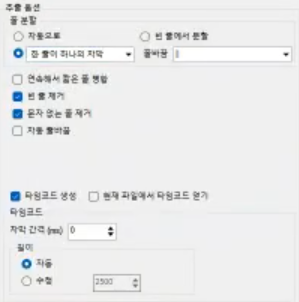 추출 옵션
줄 분할
자동으로 빈 줄에서 분할
한 줄이 하나의 자막 줄바꿈 |
연속해서 짧은 줄 병합
빈 줄 제거
문자 없는 줄 제거
자동 줄바꿈
타임코드 생성 현재 파일에서 타임코드 얻기
타임코드
자막 간격 (ms) 0
길이
자동
수정 2500